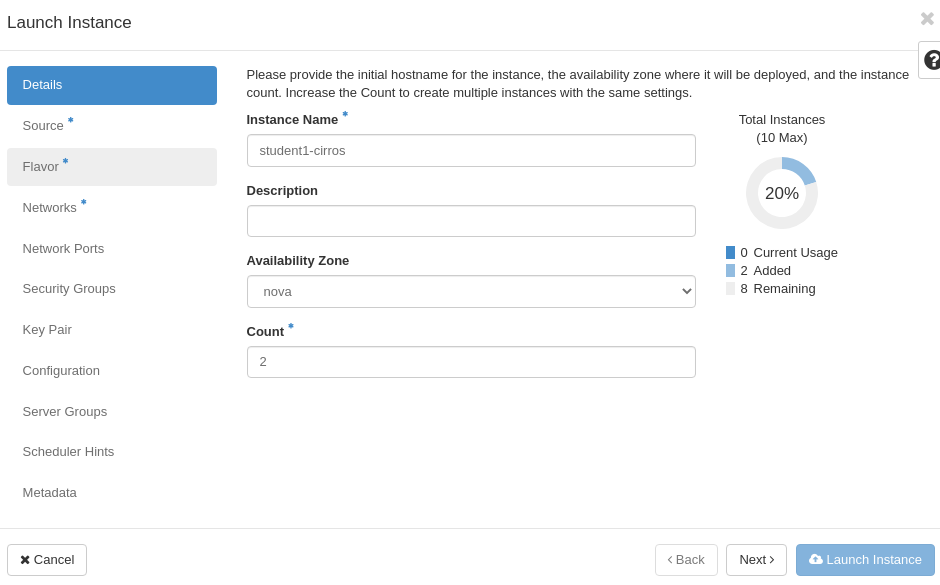 Launch Instance
Details
Source *
Flavor *
Networks *
Network Ports
Security Groups
Key Pair
Configuration
Server Groups
Scheduler Hints
Metadata
Please provide the initial hostname for the instance, the availability zone where it will be deployed, and the instance
count. Increase the Count to create multiple instances with the same settings.
Instance Name *
student1-cirros
Description
Availability Zone
nova
Count *
2
Total Instances
(10 Max)
20%
0 Current Usage
2 Added
8 Remaining
Cancel
Back
Next
Launch Instance